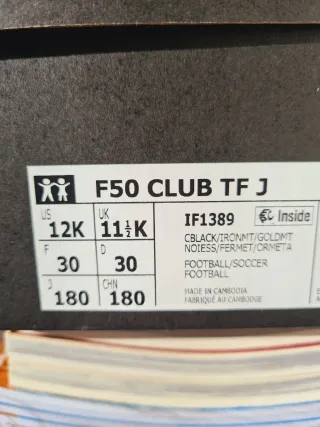 F50 CLUB TF J
US 12K UK 11½K
F 30 D 30
J 180 CHN 180
IF1389 Inside
CBLACK/IRONMT/GOLDMT
NOIESS/FERMET/ORMETA
FOOTBALL/SOCCER
FOOTBALL
MADE IN CAMBODIA
FABRIQUÉ AU CAMBODGE